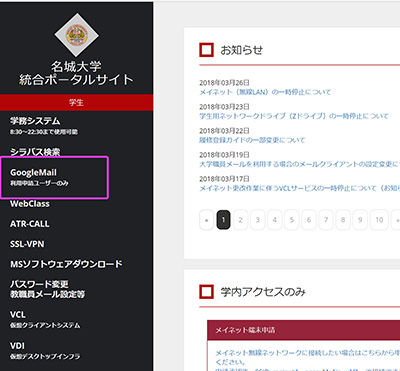 名城大学
統合ポータルサイト
学生
学務システム
8:30~22:30まで使用可能
シラバス検索
GoogleMail
利用申請ユーザーのみ
WebClass
ATR-CALL
SSL-VPN
MSソフトウェアダウンロード
パスワード変更
教職員メール設定等
VCL
仮想クライアントシステム
VDI
仮想デスクトップインフラ
お知らせ
2018年03月26日
メイネット（無線LAN）の一時停止について
2018年03月23日
学生用ネットワークドライブ（Zドライブ）の一時停止について
2018年03月22日
履修登録ガイドの一部変更について
2018年03月19日
大学職員メールを利用する場合のメールクライアントの設定変更に
2018年03月17日
メイネット更改作業に伴うVCLサービスの一時停止について（お知ら
« 1 2 3 4 5 6 7 8 9 10 »
学内アクセスのみ
メイネット端末申請
メイネット無線ネットワークに接続したい場合はこちらから申
ください。